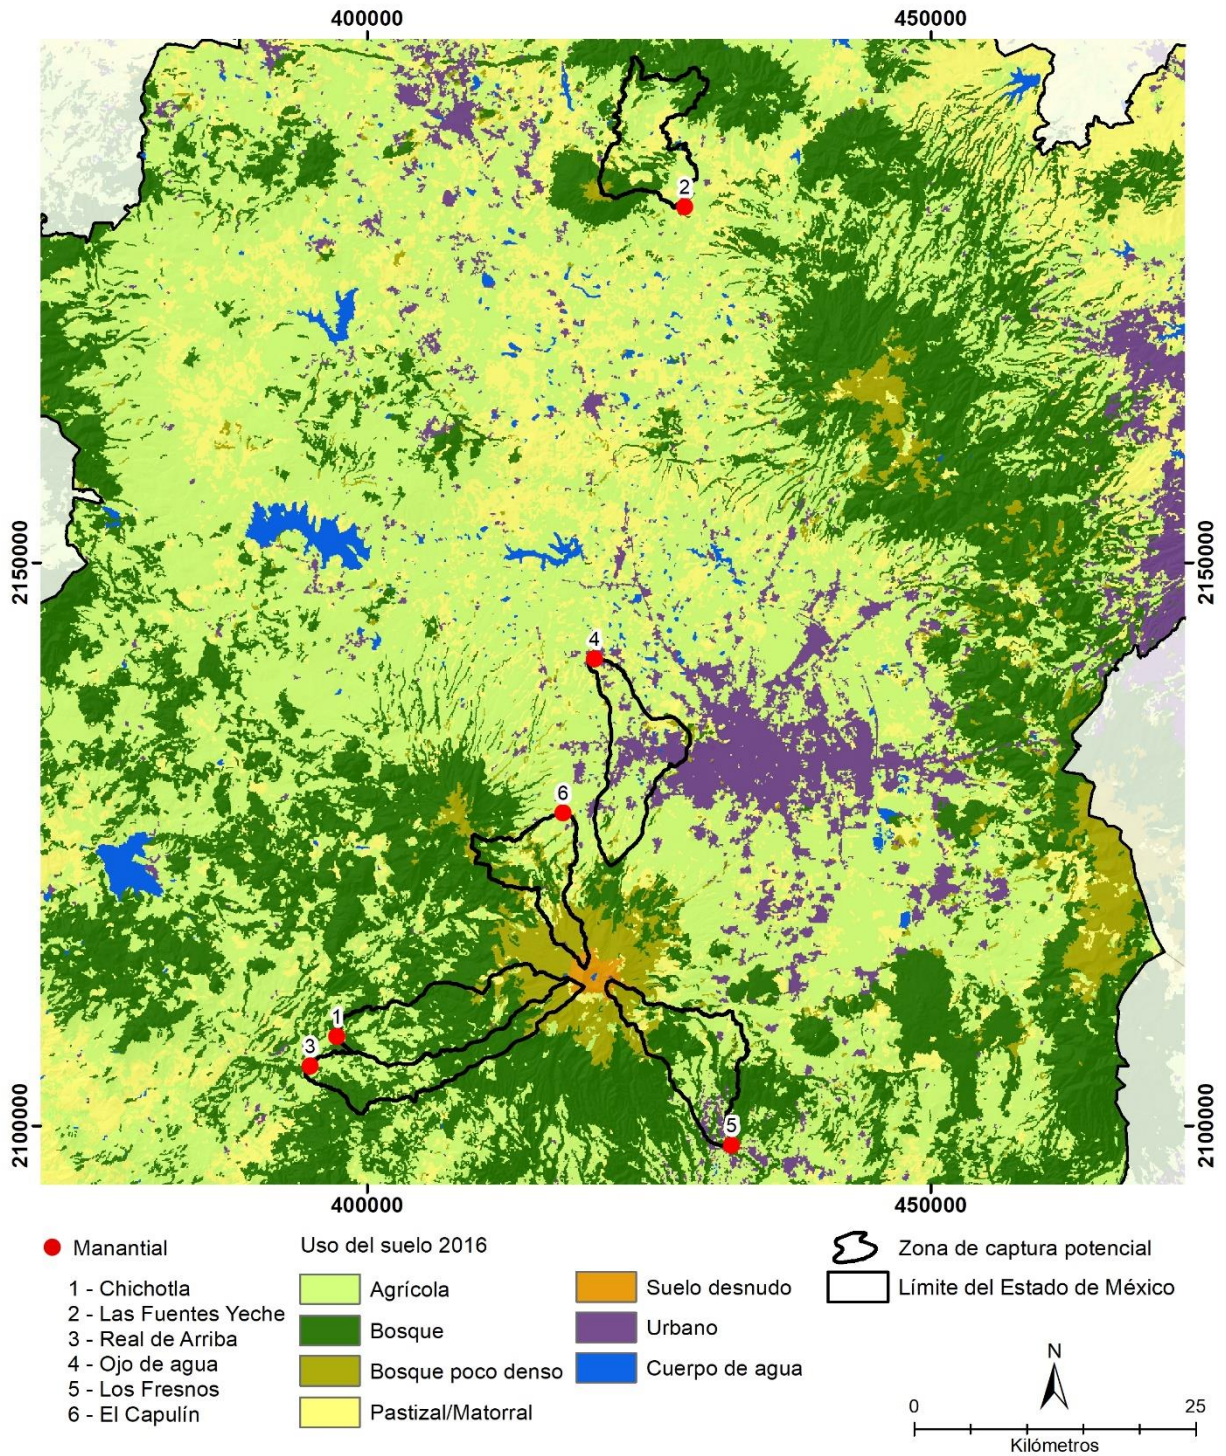 400000 450000
2
4
2150000 2150000
6
1
3
5
2100000 2100000
400000 450000
Manantial
1 - Chichotla
2 - Las Fuentes Yeche
3 - Real de Arriba
4 - Ojo de agua
5 - Los Fresnos
6 - El Capulín
Uso del suelo 2016
Agrícola
Bosque
Bosque poco denso
Pastizal/Matorral
Suelo desnudo
Urbano
Cuerpo de agua
Zona de captura potencial
Límite del Estado de México
N
0 25
Kilómetros